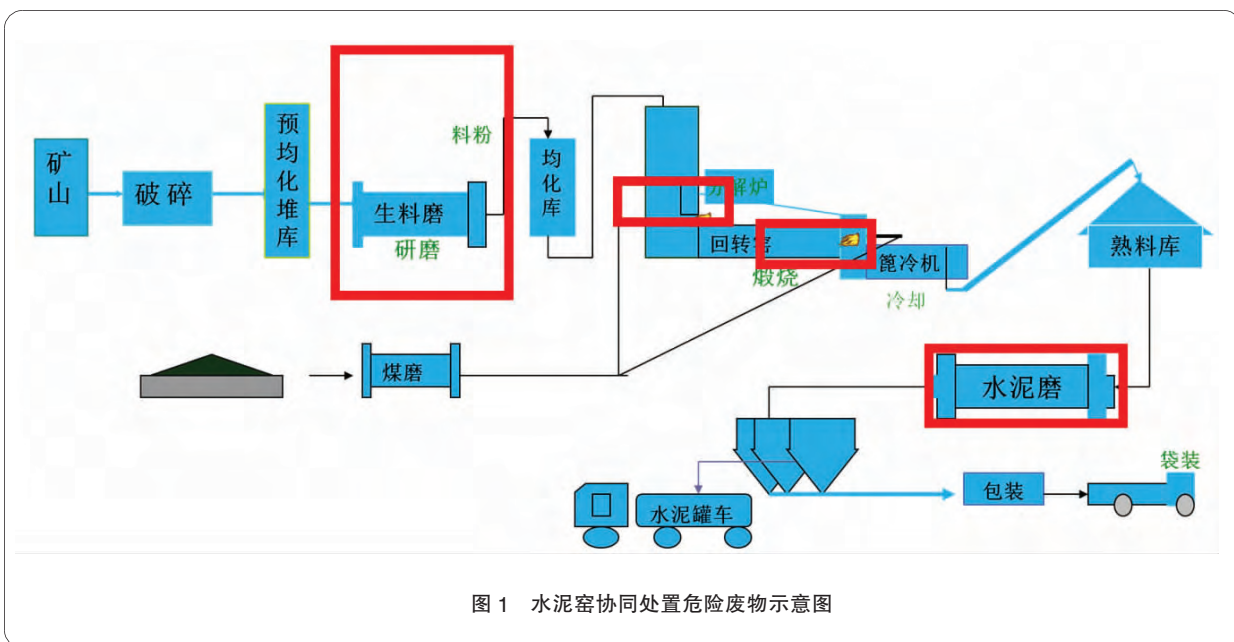 矿山
破碎
预均化堆库
料粉
生料磨
研磨
均化库
分解炉
回转窑
煅烧
篦冷机
冷却
熟料库
煤磨
水泥磨
水泥罐车
包装
袋装
图 1 水泥窑协同处置危险废物示意图